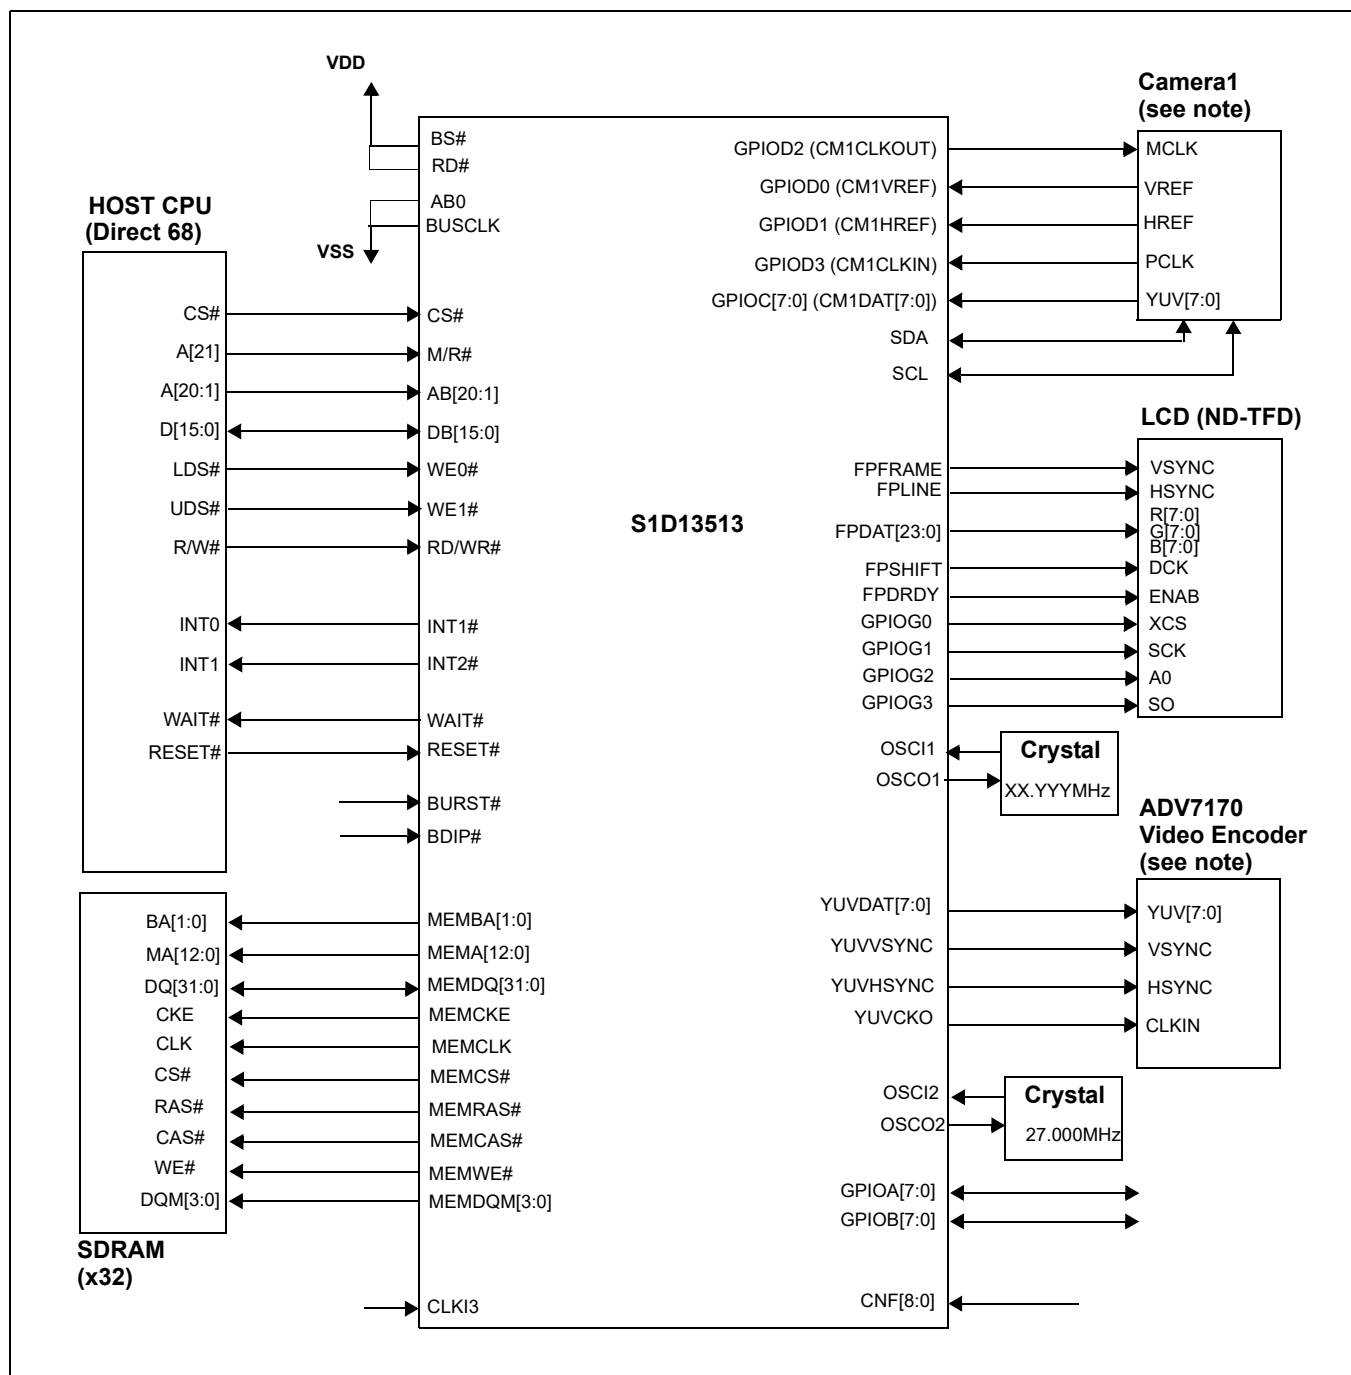 VDD
BS#
RD#
AB0
BUSCLK
VSS
HOST CPU
(Direct 68)
CS#
A[21]
A[20:1]
D[15:0]
LDS#
UDS#
R/W#
INT0
INT1
WAIT#
RESET#
CS#
M/R#
AB[20:1]
DB[15:0]
WE0#
WE1#
RD/WR#
INT1#
INT2#
WAIT#
RESET#
BURST#
BDIP#
BA[1:0]
MA[12:0]
DQ[31:0]
CKE
CLK
CS#
RAS#
CAS#
WE#
DQM[3:0]
SDRAM
(x32)
MEMBA[1:0]
MEMA[12:0]
MEMDQ[31:0]
MEMCKE
MEMCLK
MEMCS#
MEMRAS#
MEMCAS#
MEMWE#
MEMDQM[3:0]
CLKI3
S1D13513
GPIOD2 (CM1CLKOUT)
GPIOD0 (CM1VREF)
GPIOD1 (CM1HREF)
GPIOD3 (CM1CLKIN)
GPIOC[7:0] (CM1DAT[7:0])
SDA
SCL
FPFRAME
FPLINE
FPDAT[23:0]
FPSHIFT
FPDRDY
GPIOG0
GPIOG1
GPIOG2
GPIOG3
OSCI1
OSCO1
YUVDAT[7:0]
YUVVSYNC
YUVHSYNC
YUVCKO
OSCI2
OSCO2
GPIOA[7:0]
GPIOB[7:0]
CNF[8:0]
Camera1
(see note)
MCLK
VREF
HREF
PCLK
YUV[7:0]
LCD (ND-TFD)
VSYNC
HSYNC
R[7:0]
G[7:0]
B[7:0]
DCK
ENAB
XCS
SCK
A0
SO
Crystal
XX.YYYMHz
ADV7170
Video Encoder
(see note)
YUV[7:0]
VSYNC
HSYNC
CLKIN
Crystal
27.000MHz